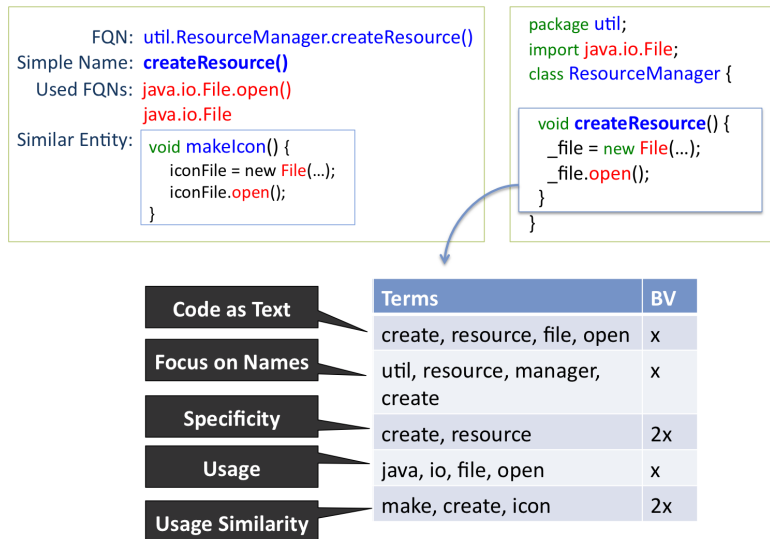 FQN: util.ResourceManager.createResource()
Simple Name: createResource()
Used FQNs: java.io.File.open()
java.io.File
Similar Entity:
void makeIcon() {
iconFile = new File(...);
iconFile.open();
}
package util;
import java.io.File;
class ResourceManager {
void createResource() {
_file = new File(...);
_file.open();
}
}
Terms BV
Code as Text
create, resource, file, open x
Focus on Names
util, resource, manager, x
create
Specificity
create, resource 2x
Usage
java, io, file, open x
Usage Similarity
make, create, icon 2x